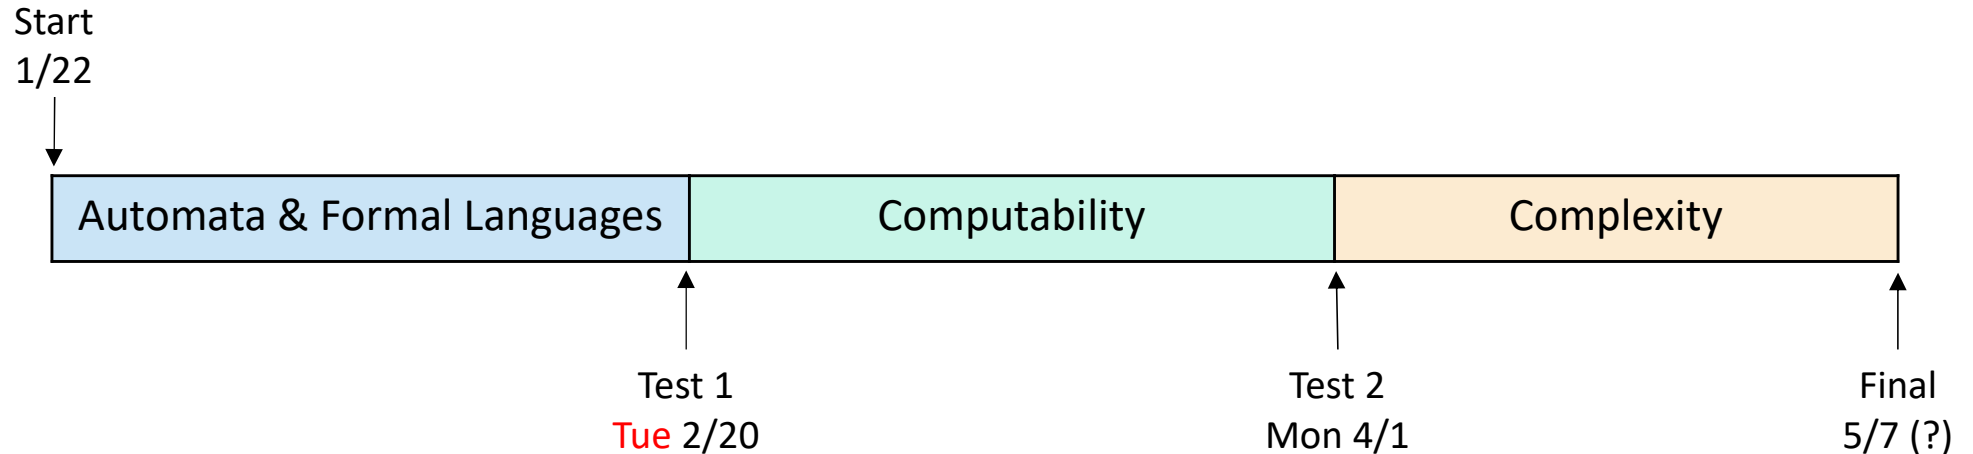 Start
1/22
Automata & Formal Languages
Computability
Complexity
Test 1
Tue 2/20
Test 2
Mon 4/1
Final
5/7 (?)